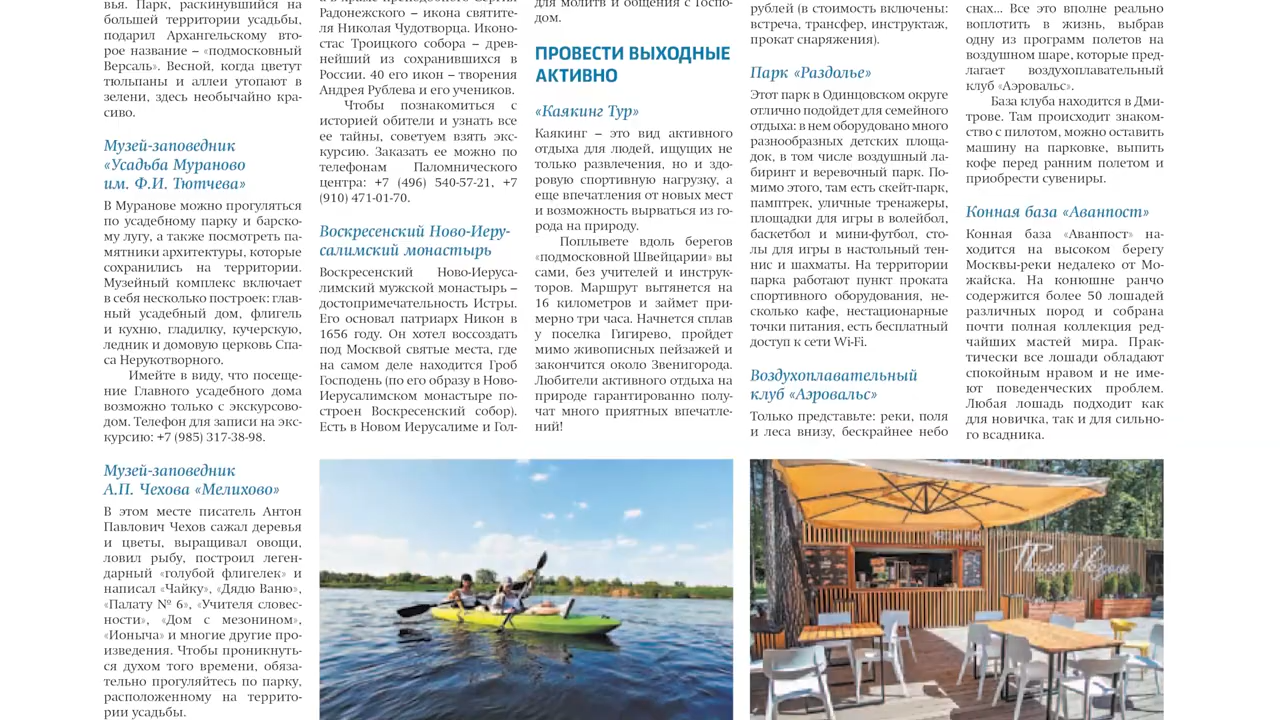 вья. Парк, раскинувшийся на
большей территории усадьбы,
подарил Архангельскому вто-
рое название – «подмосковный
Версаль». Весной, когда цветут
тюльпаны и аллеи утопают в
зелени, здесь необычайно кра-
сиво.
Музей-заповедник
«Усадьба Мураново
им. Ф.И. Тютчева»
В Муранове можно прогуляться
по усадебному парку и барско-
му лугу, а также посмотреть па-
мятники архитектуры, которые
сохранились на территории.
Музейный комплекс включает
в себя несколько построек: глав-
ный усадебный дом, флигель
и кухню, гладилку, кучерскую,
ледник и домовую церковь Спа-
са Нерукотворного.
Имейте в виду, что посеще-
ние Главного усадебного дома
возможно только с экскурсово-
дом. Телефон для записи на экс-
курсию: +7 (985) 317-38-98.
Музей-заповедник
А.П. Чехова «Мелихово»
В этом месте писатель Антон
Павлович Чехов сажал деревья
и цветы, выращивал овощи,
ловил рыбу, построил леген-
дарный «голубой флигелек» и
написал «Чайку», «Дядю Ваню»,
«Палату № 6», «Учителя словес-
ности», «Дом с мезонином»,
«Ионыча» и многие другие про-
изведения. Чтобы проникнуть-
ся духом того времени, обяза-
тельно прогуляйтесь по парку,
расположенному на террито-
рии усадьбы.
Радонежского – икона святите-
ля Николая Чудотворца. Иконо-
стас Троицкого собора – древ-
нейший из сохранившихся в
России. 40 его икон – творения
Андрея Рублева и его учеников.
Чтобы познакомиться с
историей обители и узнать все
ее тайны, советуем взять экс-
курсию. Заказать ее можно по
телефонам Паломнического
центра: +7 (496) 540-57-21, +7
(910) 471-01-70.
Воскресенский Ново-Иеру-
салимский монастырь
Воскресенский Ново-Иеруса-
лимский мужской монастырь –
достопримечательность Истры.
Его основал патриарх Никон в
1656 году. Он хотел воссоздать
под Москвой святые места, где
на самом деле находится Гроб
Господень (по его образу в Ново-
Иерусалимском монастыре по-
строен Воскресенский собор).
Есть в Новом Иерусалиме и Гол-
для молитв и общения с Госпо-
дом.
ПРОВЕСТИ ВЫХОДНЫЕ
АКТИВНО
«Каякинг Тур»
Каякинг – это вид активного
отдыха для людей, ищущих не
только развлечения, но и здо-
ровую спортивную нагрузку, а
еще впечатления от новых мест
и возможность вырваться из го-
рода на природу.
Поплывете вдоль берегов
«подмосковной Швейцарии» вы
сами, без учителей и инструк-
торов. Маршрут вытянется на
16 километров и займет при-
мерно три часа. Начнется сплав
у поселка Гигирево, пройдет
мимо живописных пейзажей и
закончится около Звенигорода.
Любители активного отдыха на
природе гарантированно полу-
чат много приятных впечатле-
ний!
рублей (в стоимость включены:
встреча, трансфер, инструктаж,
прокат снаряжения).
Парк «Раздолье»
Этот парк в Одинцовском округе
отлично подойдет для семейного
отдыха: в нем оборудовано много
разнообразных детских площа-
док, в том числе воздушный ла-
биринт и веревочный парк. По-
мимо этого, там есть скейт-парк,
памптрек, уличные тренажеры,
площадки для игры в волейбол,
баскетбол и мини-футбол, сто-
лы для игры в настольный тен-
нис и шахматы. На территории
парка работают пункт проката
спортивного оборудования, не-
сколько кафе, нестационарные
точки питания, есть бесплатный
доступ к сети Wi-Fi.
Воздухоплавательный
клуб «Аэровальс»
Только представьте: реки, поля
и леса внизу, бескрайнее небо
снах... Все это вполне реально
воплотить в жизнь, выбрав
одну из программ полетов на
воздушном шаре, которые пред-
лагает воздухоплавательный
клуб «Аэровальс».
База клуба находится в Дми-
трове. Там происходит знаком-
ство с пилотом, можно оставить
машину на парковке, выпить
кофе перед ранним полетом и
приобрести сувениры.
Конная база «Аванпост»
Конная база «Аванпост» на-
ходится на высоком берегу
Москвы-реки недалеко от Мо-
жайска. На конюшне ранчо
содержится более 50 лошадей
различных пород и собрана
почти полная коллекция ред-
чайших мастей мира. Прак-
тически все лошади обладают
спокойным нравом и не име-
ют поведенческих проблем.
Любая лошадь подходит как
для новичка, так и для сильно-
го всадника.